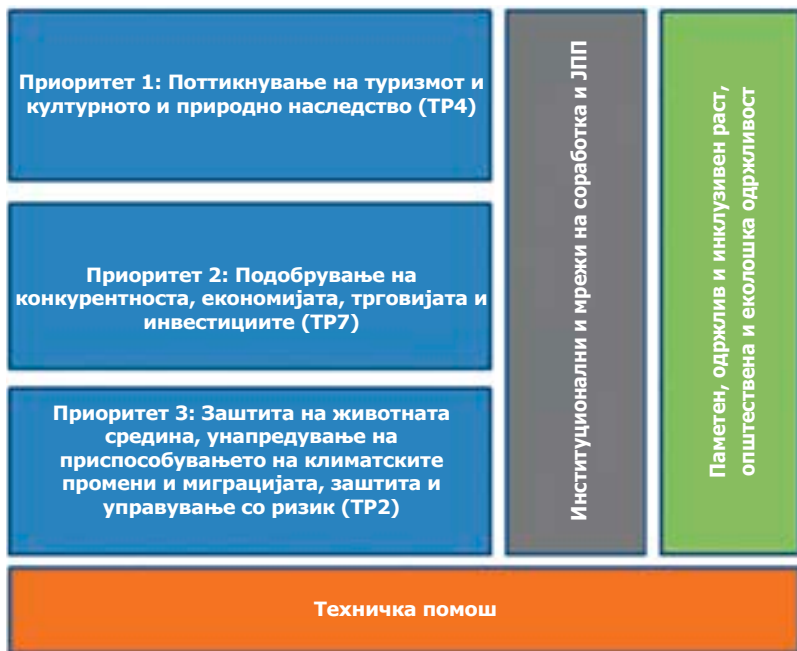 Приоритет 1: Поттикнување на туризмот и
културното и природно наследство (ТР4)
Приоритет 2: Подобрување на
конкурентноста, економијата, трговијата и
инвестициите (ТР7)
Приоритет 3: Заштита на животната
средина, унапредување на
приспособувањето на климатските
промени и миграцијата, заштита и
управување со ризик (ТР2)
Институционални и мрежи на соработка и ЈПП
Паметен, одржлив и инклузивен раст,
општествена и еколошка одржливост
Техничка помош